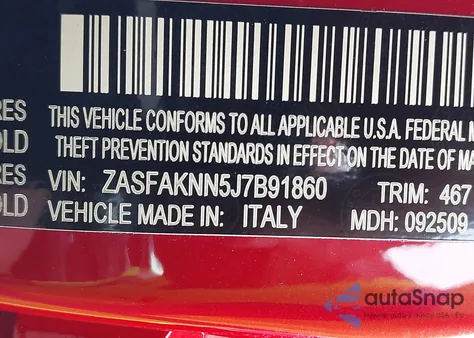 RES THIS VEHICLE CONFORMS TO ALL APPLICABLE U.S.A. FEDERAL M
OLD THEFT PREVENTION STANDARDS IN EFFECT ON THE DATE OF MA
RES VIN: ZASFAKNN5J7B91860 TRIM: 467
OLD VEHICLE MADE IN: ITALY MDH: 092509
autoSnap